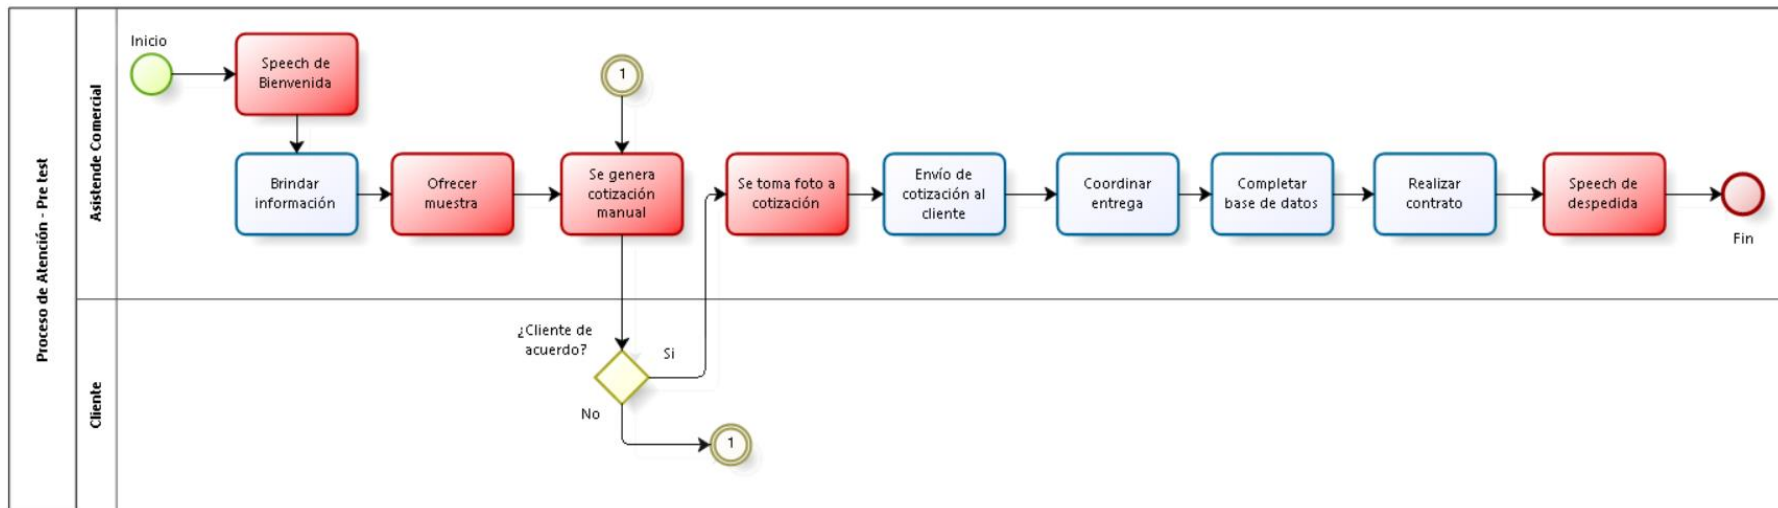 Proceso de Atención - Pre test
Asistende Comercial
Cliente
Inicio
Speech de
Bienvenida
Brindar
información
Ofrecer
muestra
1
Se genera
cotización
manual
Se toma foto a
cotización
Envío de
cotización al
cliente
Coordinar
entrega
Completar
base de datos
Realizar
contrato
Speech de
despedida
Fin
¿Cliente de
acuerdo?
Si
No
1